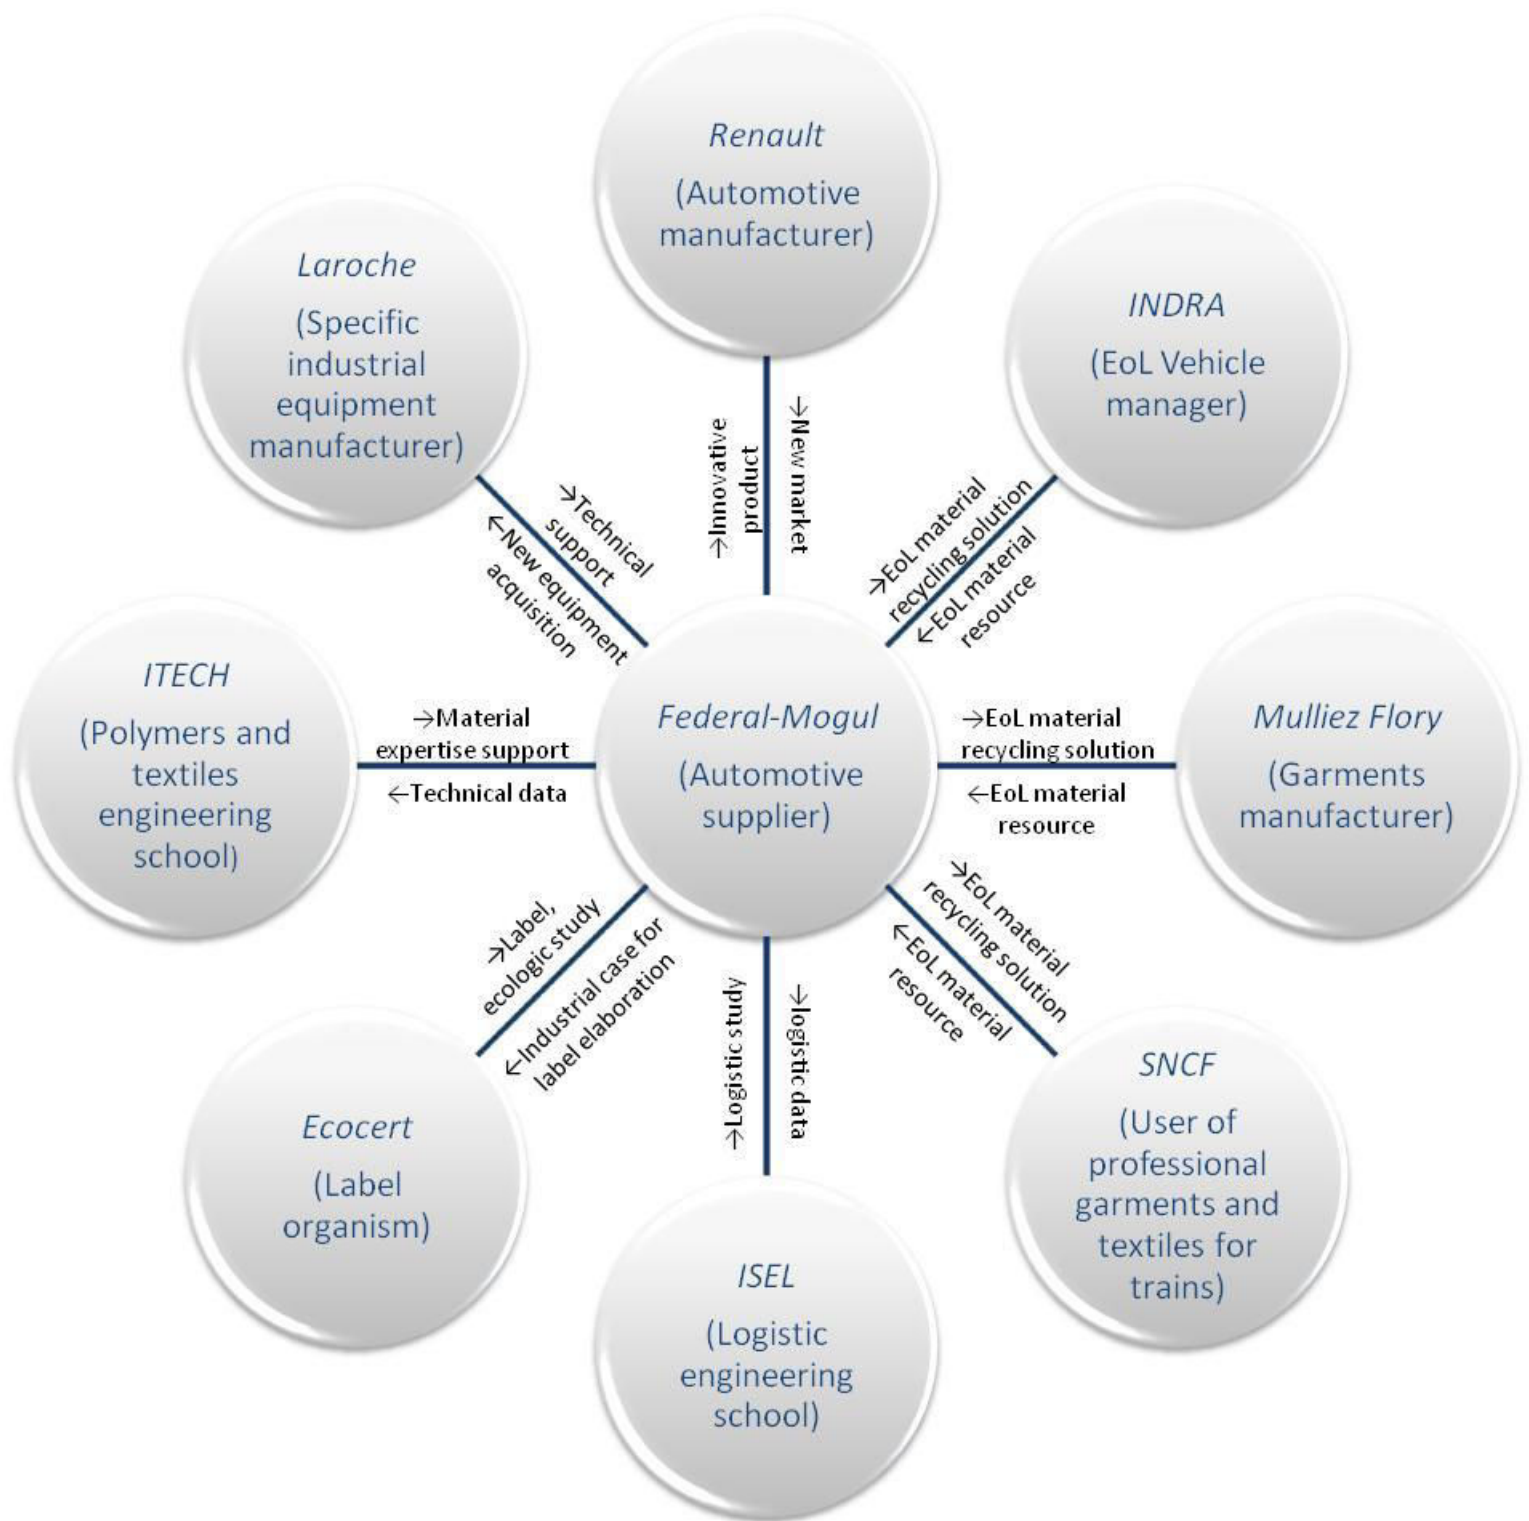 Renault
(Automotive
manufacturer)
Laroche
(Specific
industrial
equipment
manufacturer)
INDRA
(EoL Vehicle
manager)
→Innovative
product
→New market
→Technical
support
←New equipment
acquisition
→EoL material
recycling solution
←EoL material
resource
ITECH
(Polymers and
textiles
engineering
school)
→Material
expertise support
←Technical data
Federal-Mogul
(Automotive
supplier)
→EoL material
recycling solution
←EoL material
resource
Mulliez Flory
(Garments
manufacturer)
→Label,
ecologic study
←Industrial case for
label elaboration
→Logistic study
→logistic data
→EoL material
recycling solution
←EoL material
resource
Ecocert
(Label
organism)
ISEL
(Logistic
engineering
school)
SNCF
(User of
professional
garments and
textiles for
trains)